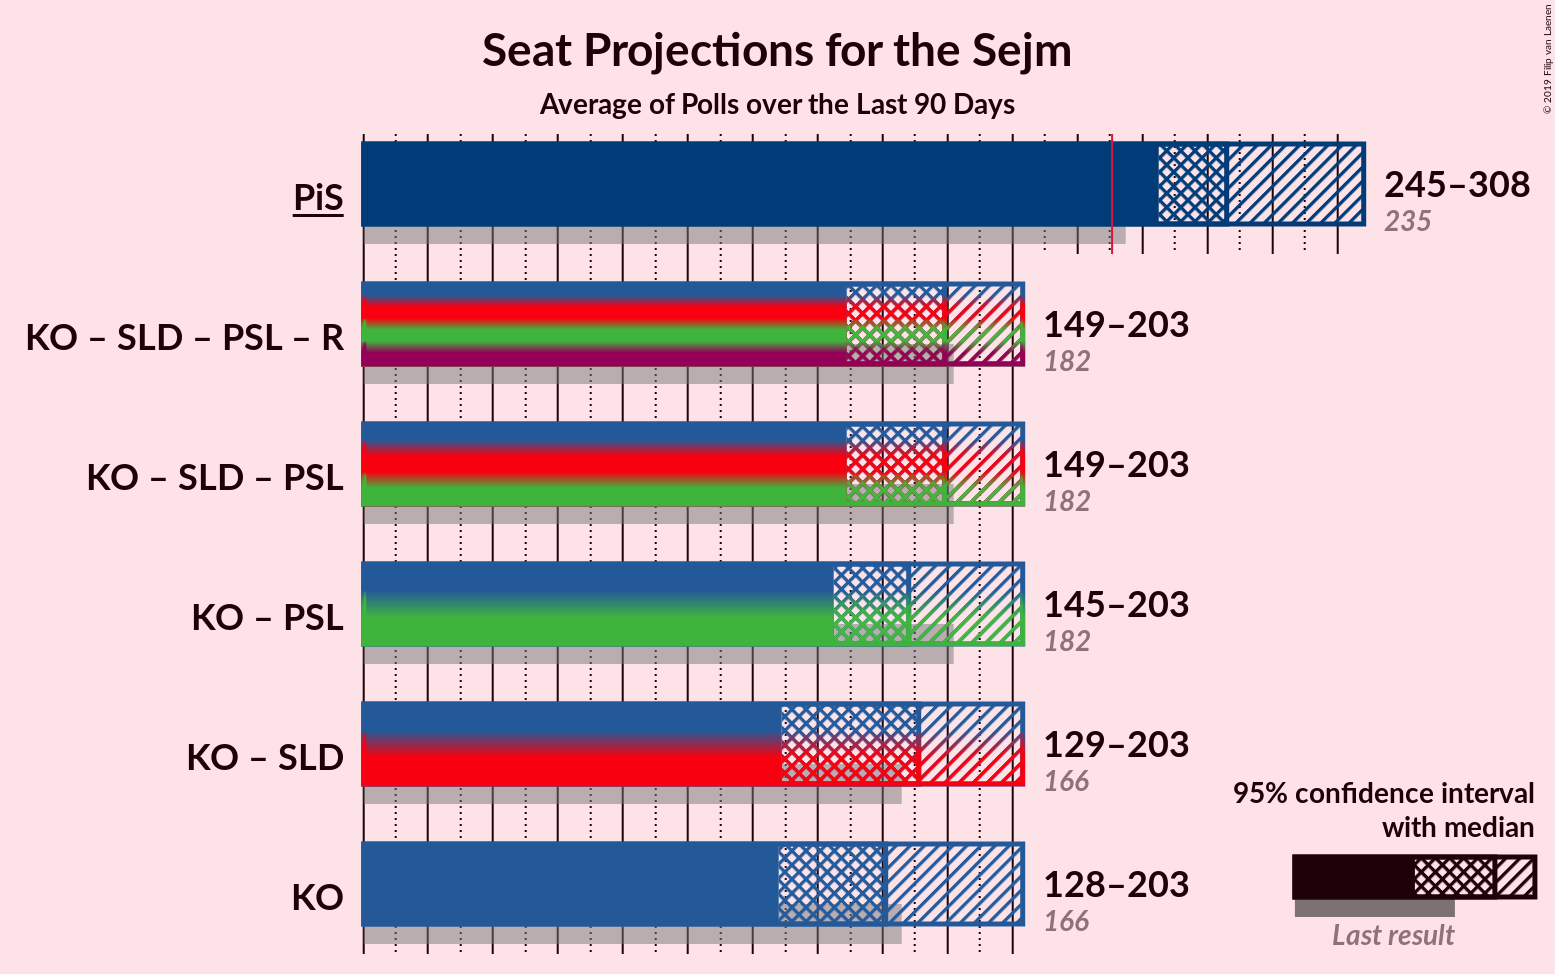 Seat Projections for the Sejm
Average of Polls over the Last 90 Days
© 2019 Filip van Laenen
PiS
245–308
235
KO – SLD – PSL – R
149–203
182
KO – SLD – PSL
149–203
182
KO – PSL
145–203
182
KO – SLD
129–203
166
KO
128–203
166
95% confidence interval
with median
Last result